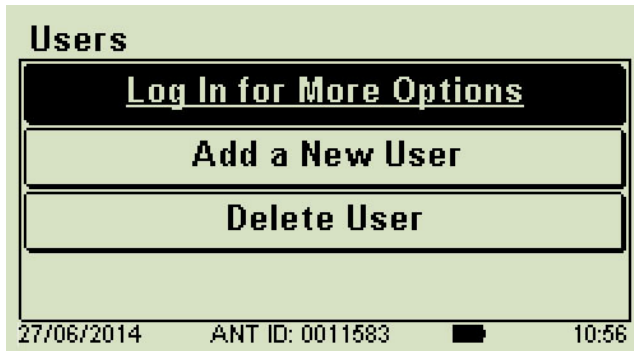 Users
Log In for More Options
Add a New User
Delete User
27/06/2014 ANT ID: 0011583 10:56